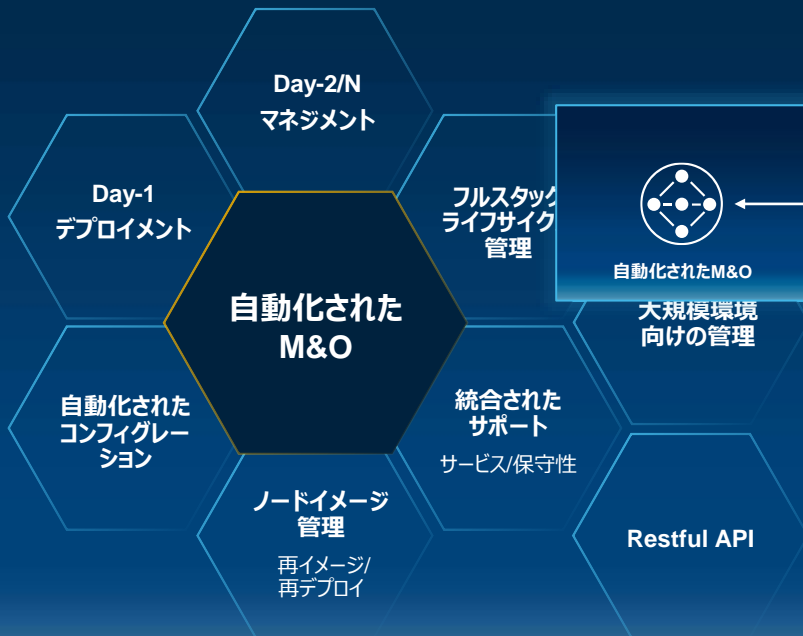 Day-2/N
マネジメント
Day-1
デプロイメント
フルスタック
ライフサイク
管理
自動化されたM&O
自動化された
M&O
大規模環境
向けの管理
自動化された
コンフィグレー
ション
統合された
サポート
サービス/保守性
ノードイメージ
管理
再イメージ/
再デプロイ
Restful API